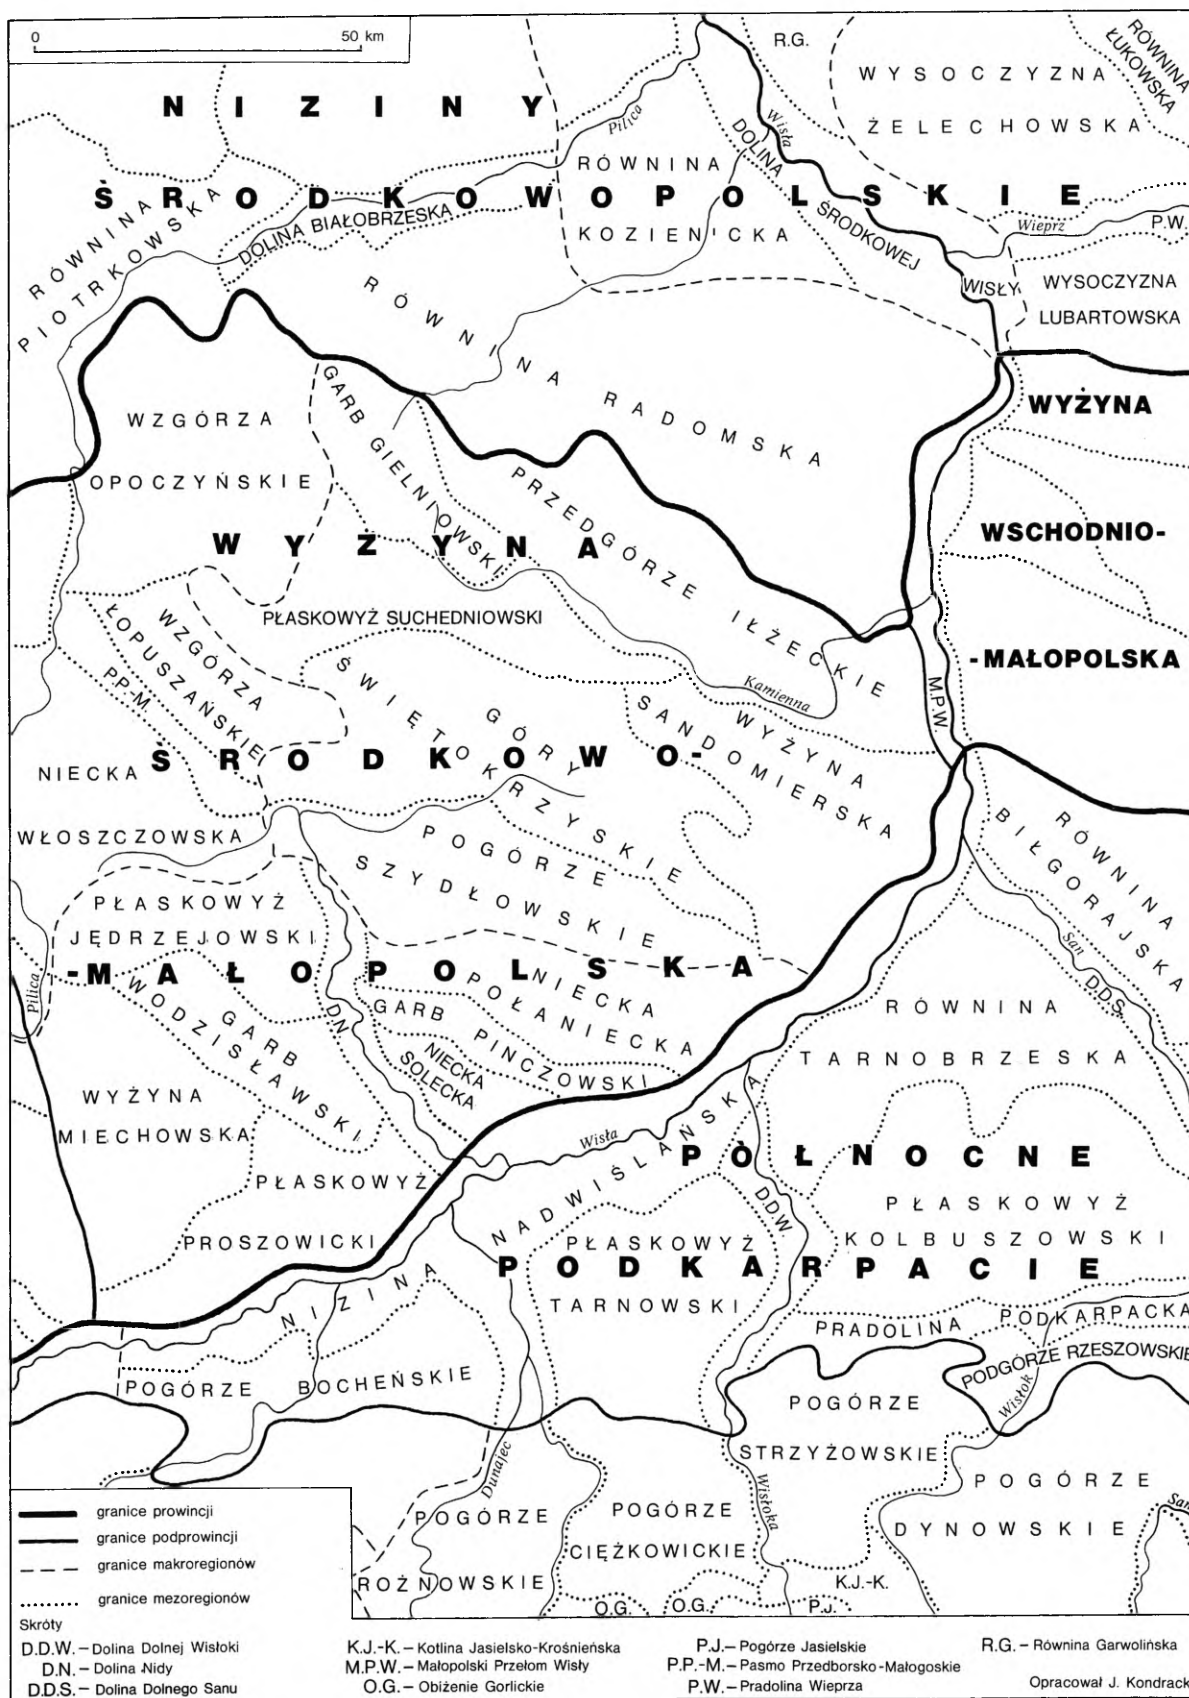 0 50 km
R.G.
RÓWNINA ŁUKOWSKA
WYSOCZYZNA
ŻELECHOWSKA
NIZINY
Pilica
Wisła
DOLINA
RÓWNINA
ŚRODKOWOPOLSKIE
RÓWNINA
PIOTRKOWSKA
DOLINA BIAŁOBRZESKA
KOZIENICKA
ŚRODKOWEJ
Wieprz
P.W.
WISŁY
WYSOCZYZNA
LUBARTOWSKA
RÓWNINA RADOMSKA
WZGÓRZA
OPOCZYŃSKIE
GARB GIELNIOWSKI
WYŻYNA
PRZEDGÓRZE IŁŻECKIE
WYŻYNA
WSCHODNIO-
-MAŁOPOLSKA
PŁASKOWYŻ SUCHEDNIOWSKI
WZGÓRZA
ŁOPUSZAŃSKIE
P.P.-M.
Kamienna
M.P.W.
GÓRY
ŚWIĘTOKRZYSKIE
WYŻYNA
SANDOMIERSKA
NIECKA
ŚRODKOWO-
WŁOSZCZOWSKA
POGÓRZE
SZYDŁOWSKIE
RÓWNINA
BIŁGORAJSKA
PŁASKOWYŻ
JĘDRZEJOWSKI
San
D.D.S.
Pilica
-MAŁOPOLSKA
NIECKA
POŁANIECKA
GARB
WODZISŁAWSKI
D.N.
GARB PINCZOWSKI
NIECKA
SOLECKA
RÓWNINA
TARNOBRZESKA
WYŻYNA
MIECHOWSKA
Wisła
PÓŁNOCNE
PŁASKOWYŻ
PROSZOWICKI
NIZINA NADWIŚLAŃSKA
D.D.W.
PŁASKOWYŻ
KOLBUSZOWSKI
PŁASKOWYŻ
PODKARPACIE
TARNOWSKI
PRADOLINA PODKARPACKA
PODGÓRZE RZESZOWSKIE
POGÓRZE BOCHEŃSKIE
Wisłok
POGÓRZE
STRZYŻOWSKIE
Dunajec
Wisłoka
POGÓRZE
DYNOWSKIE
San
POGÓRZE
ROŻNOWSKIE
POGÓRZE
CIĘŻKOWICKIE
K.J.-K.
O.G.
O.G.
P.J.
granice prowincji
granice podprowincji
granice makroregionów
granice mezoregionów
Skróty
D.D.W. – Dolina Dolnej Wisłoki
D.N. – Dolina Nidy
D.D.S. – Dolina Dolnego Sanu
K.J.-K. – Kotlina Jasielsko-Krośnieńska
M.P.W. – Małopolski Przełom Wisły
O.G. – Obiżenie Gorlickie
P.J. – Pogórze Jasielskie
P.P.-M. – Pasmo Przedborsko-Małogoskie
P.W. – Pradolina Wieprza
R.G. – Równina Garwolińska
Opracował J. Kondrack